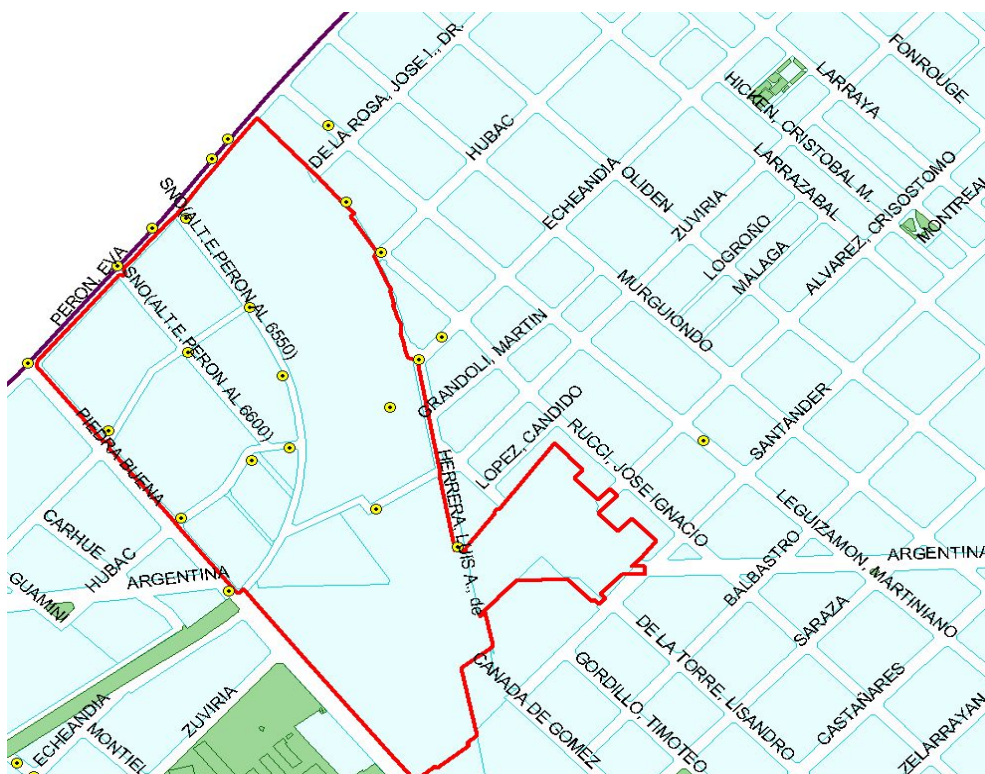 FONROUGE
DE LA ROSA, JOSE I., DR.
LARRAYA
HICKEN, CRISTOBAL M.
HUBAC
LARRAZABAL
ECHEANDIA
OLIDEN
ALVAREZ, CRISOSTOMO
MONTREAL
ZUVIRIA
LOGROÑO
MALAGA
SNO(ALT.E.PERON AL 6550)
PERON, EVA
SNO(ALT.E.PERON AL 6600)
MURGUIONDO
GRANDOLI, MARTIN
SANTANDER
LOPEZ, CANDIDO
RUCCI, JOSE IGNACIO
PIEDRA BUENA
HERRERA, LUIS A., de
LEGUIZAMON, MARTINIANO
CARHUE
HUBAC
ARGENTINA
ARGENTINA
BALBASTRO
GUAMINI
SARAZA
DE LA TORRE, LISANDRO
CANADA DE GOMEZ
GORDILLO, TIMOTEO
CASTAÑARES
ZUVIRIA
ECHEANDIA
MONTIEL
ZELARRAYAN